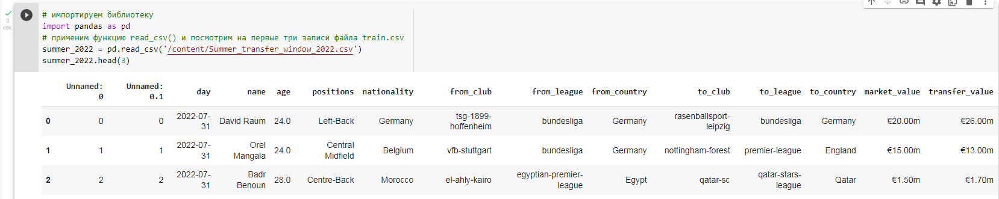 0
сек.
# импортируем библиотеку
import pandas as pd
# применим функцию read_csv() и посмотрим на первые три записи файла train.csv
summer_2022 = pd.read_csv('/content/Summer_transfer_window_2022.csv')
summer_2022.head(3)
Unnamed: 0 Unnamed: 0.1 day name age positions nationality from_club from_league from_country to_club to_league to_country market_value transfer_value
0 0 0 2022-07-31 David Raum 24.0 Left-Back Germany tsg-1899-hoffenheim bundesliga Germany rasenballsport-leipzig bundesliga Germany €20.00m €26.00m
1 1 1 2022-07-31 Orel Mangala 24.0 Central Midfield Belgium vfb-stuttgart bundesliga Germany nottingham-forest premier-league England €15.00m €13.00m
2 2 2 2022-07-31 Badr Benoun 28.0 Centre-Back Morocco el-ahly-kairo egyptian-premier-league Egypt qatar-sc qatar-stars-league Qatar €1.50m €1.70m